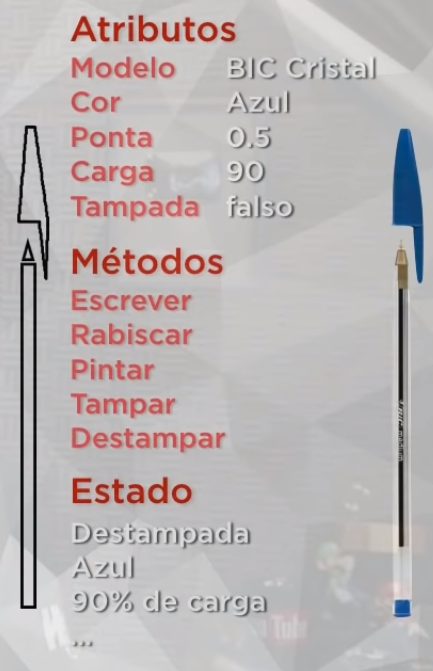 Atributos
Modelo BIC Cristal
Cor Azul
Ponta 0.5
Carga 90
Tampada falso
Métodos
Escrever
Rabiscar
Pintar
Tampar
Destampar
Estado
Destampada
Azul
90% de carga
...